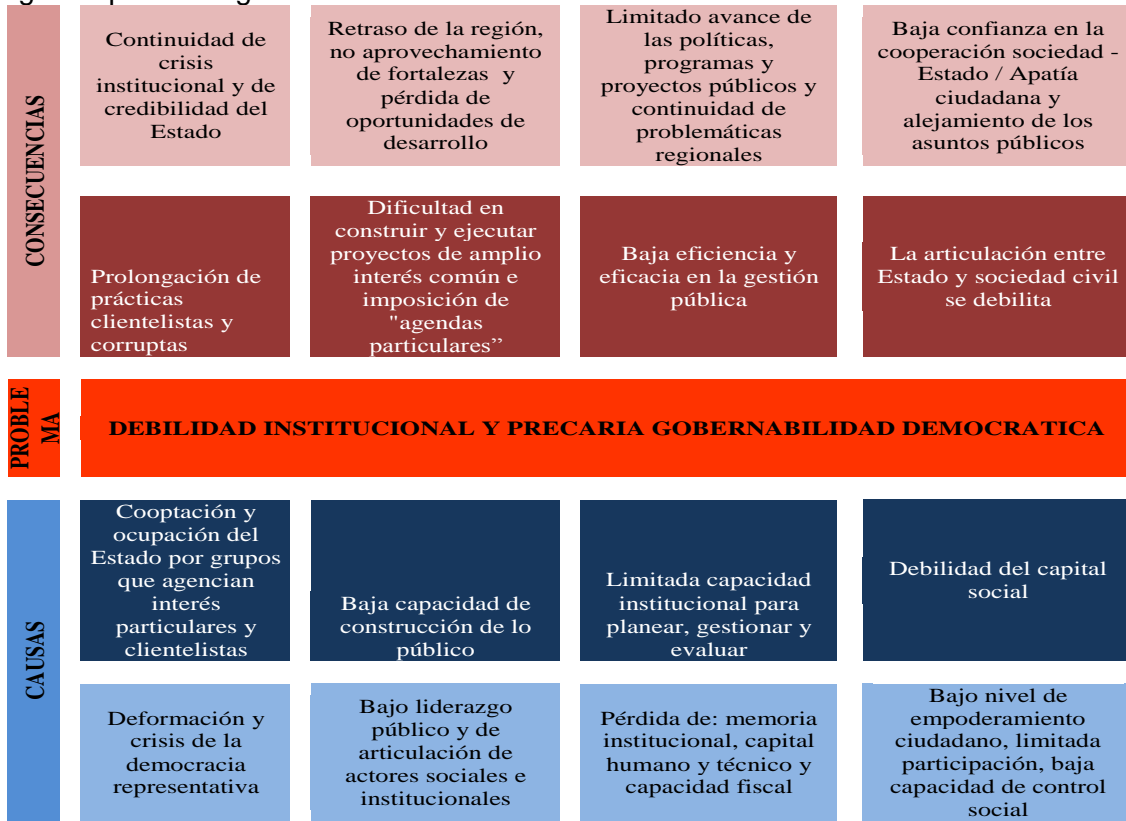 CONSECUENCIAS
Continuidad de
crisis
institucional y de
credibilidad del
Estado
Retraso de la región,
no aprovechamiento
de fortalezas y
pérdida de
oportunidades de
desarrollo
Limitado avance de
las políticas,
programas y
proyectos públicos y
continuidad de
problemáticas
regionales
Baja confianza en la
cooperación sociedad -
Estado / Apatía
ciudadana y
alejamiento de los
asuntos públicos
Prolongación de
prácticas
clientelistas y
corruptas
Dificultad en
construir y ejecutar
proyectos de amplio
interés común e
imposición de
"agendas
particulares”
Baja eficiencia y
eficacia en la gestión
pública
La articulación entre
Estado y sociedad civil
se debilita
PROBLE
MA
DEBILIDAD INSTITUCIONAL Y PRECARIA GOBERNABILIDAD DEMOCRATICA
CAUSAS
Cooptación y
ocupación del
Estado por grupos
que agencian
interés
particulares y
clientelistas
Baja capacidad de
construcción de lo
público
Limitada capacidad
institucional para
planear, gestionar y
evaluar
Debilidad del capital
social
Deformación y
crisis de la
democracia
representativa
Bajo liderazgo
público y de
articulación de
actores sociales e
institucionales
Pérdida de: memoria
institucional, capital
humano y técnico y
capacidad fiscal
Bajo nivel de
empoderamiento
ciudadano, limitada
participación, baja
capacidad de control
social